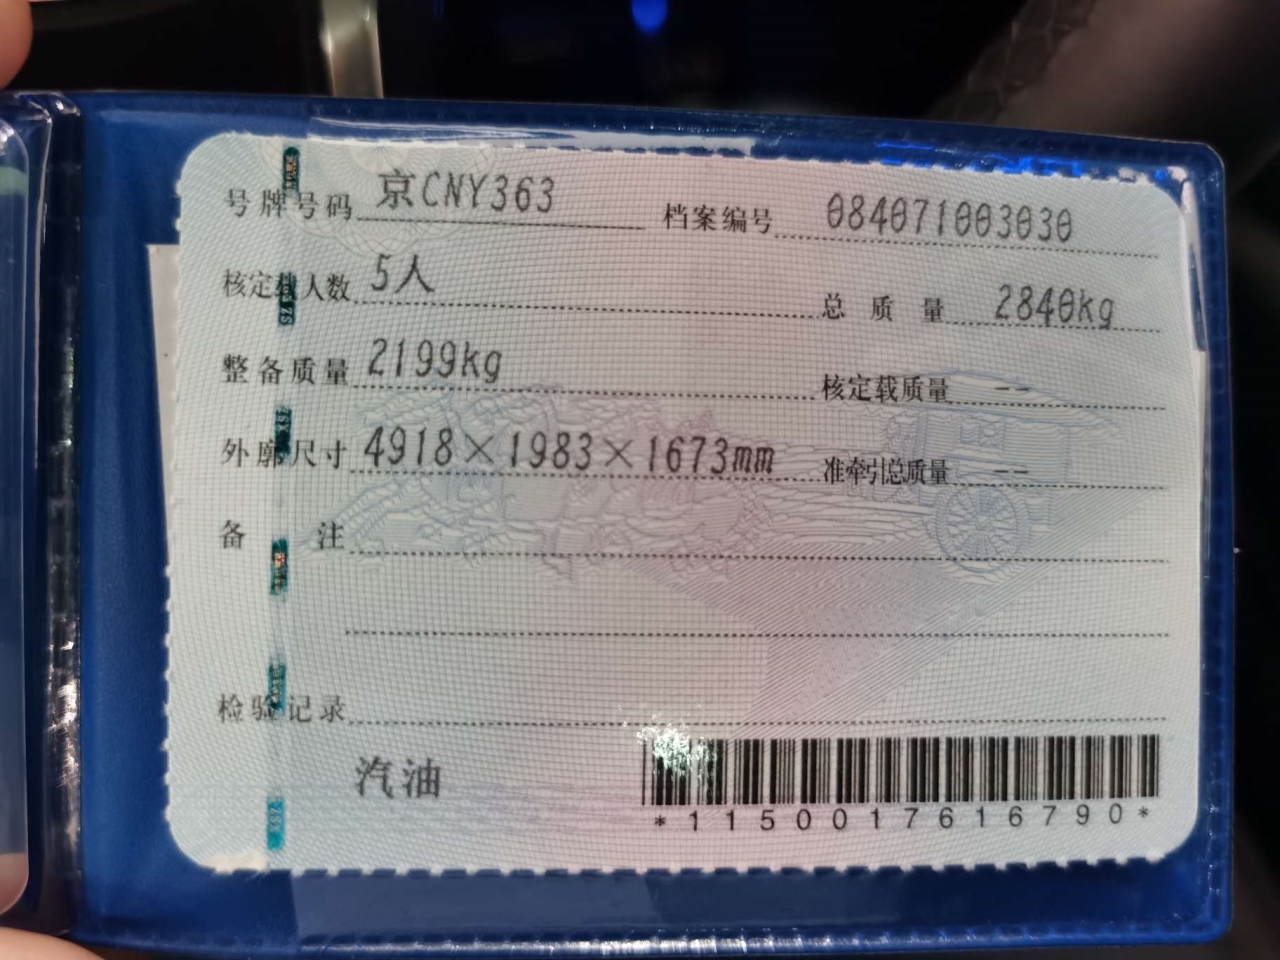 号牌号码 京CNY363 档案编号 084071003030
核定载人数 5人 总质量 2840kg
整备质量 2199kg 核定载质量 --
外廓尺寸 4918×1983×1673mm 准牵引总质量 --
备注
检验记录
汽油
*1150017616790*